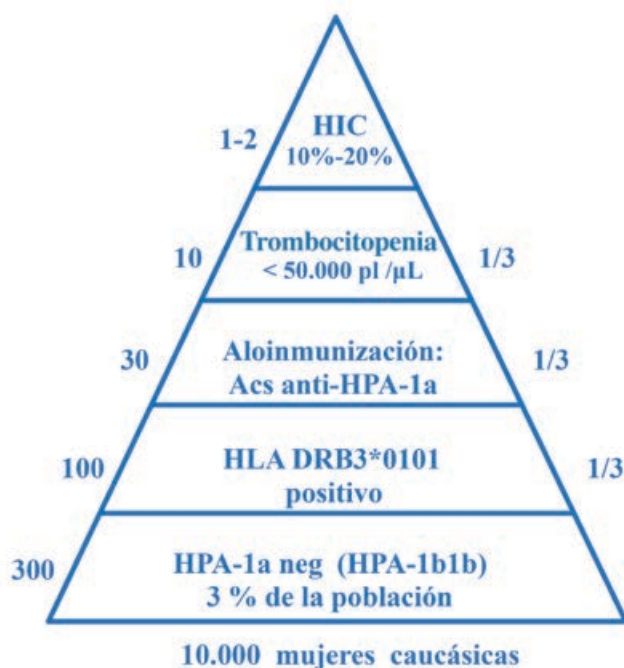 HIC
1-2
10%-20%
Trombocitopenia
10
< 50.000 pl /µL
1/3
Aloinmunización:
30
1/3
Acs anti-HPA-1a
HLA DRB3*0101
100
1/3
positivo
300
HPA-1a neg (HPA-1b1b)
3 % de la población
10.000 mujeres caucásicas